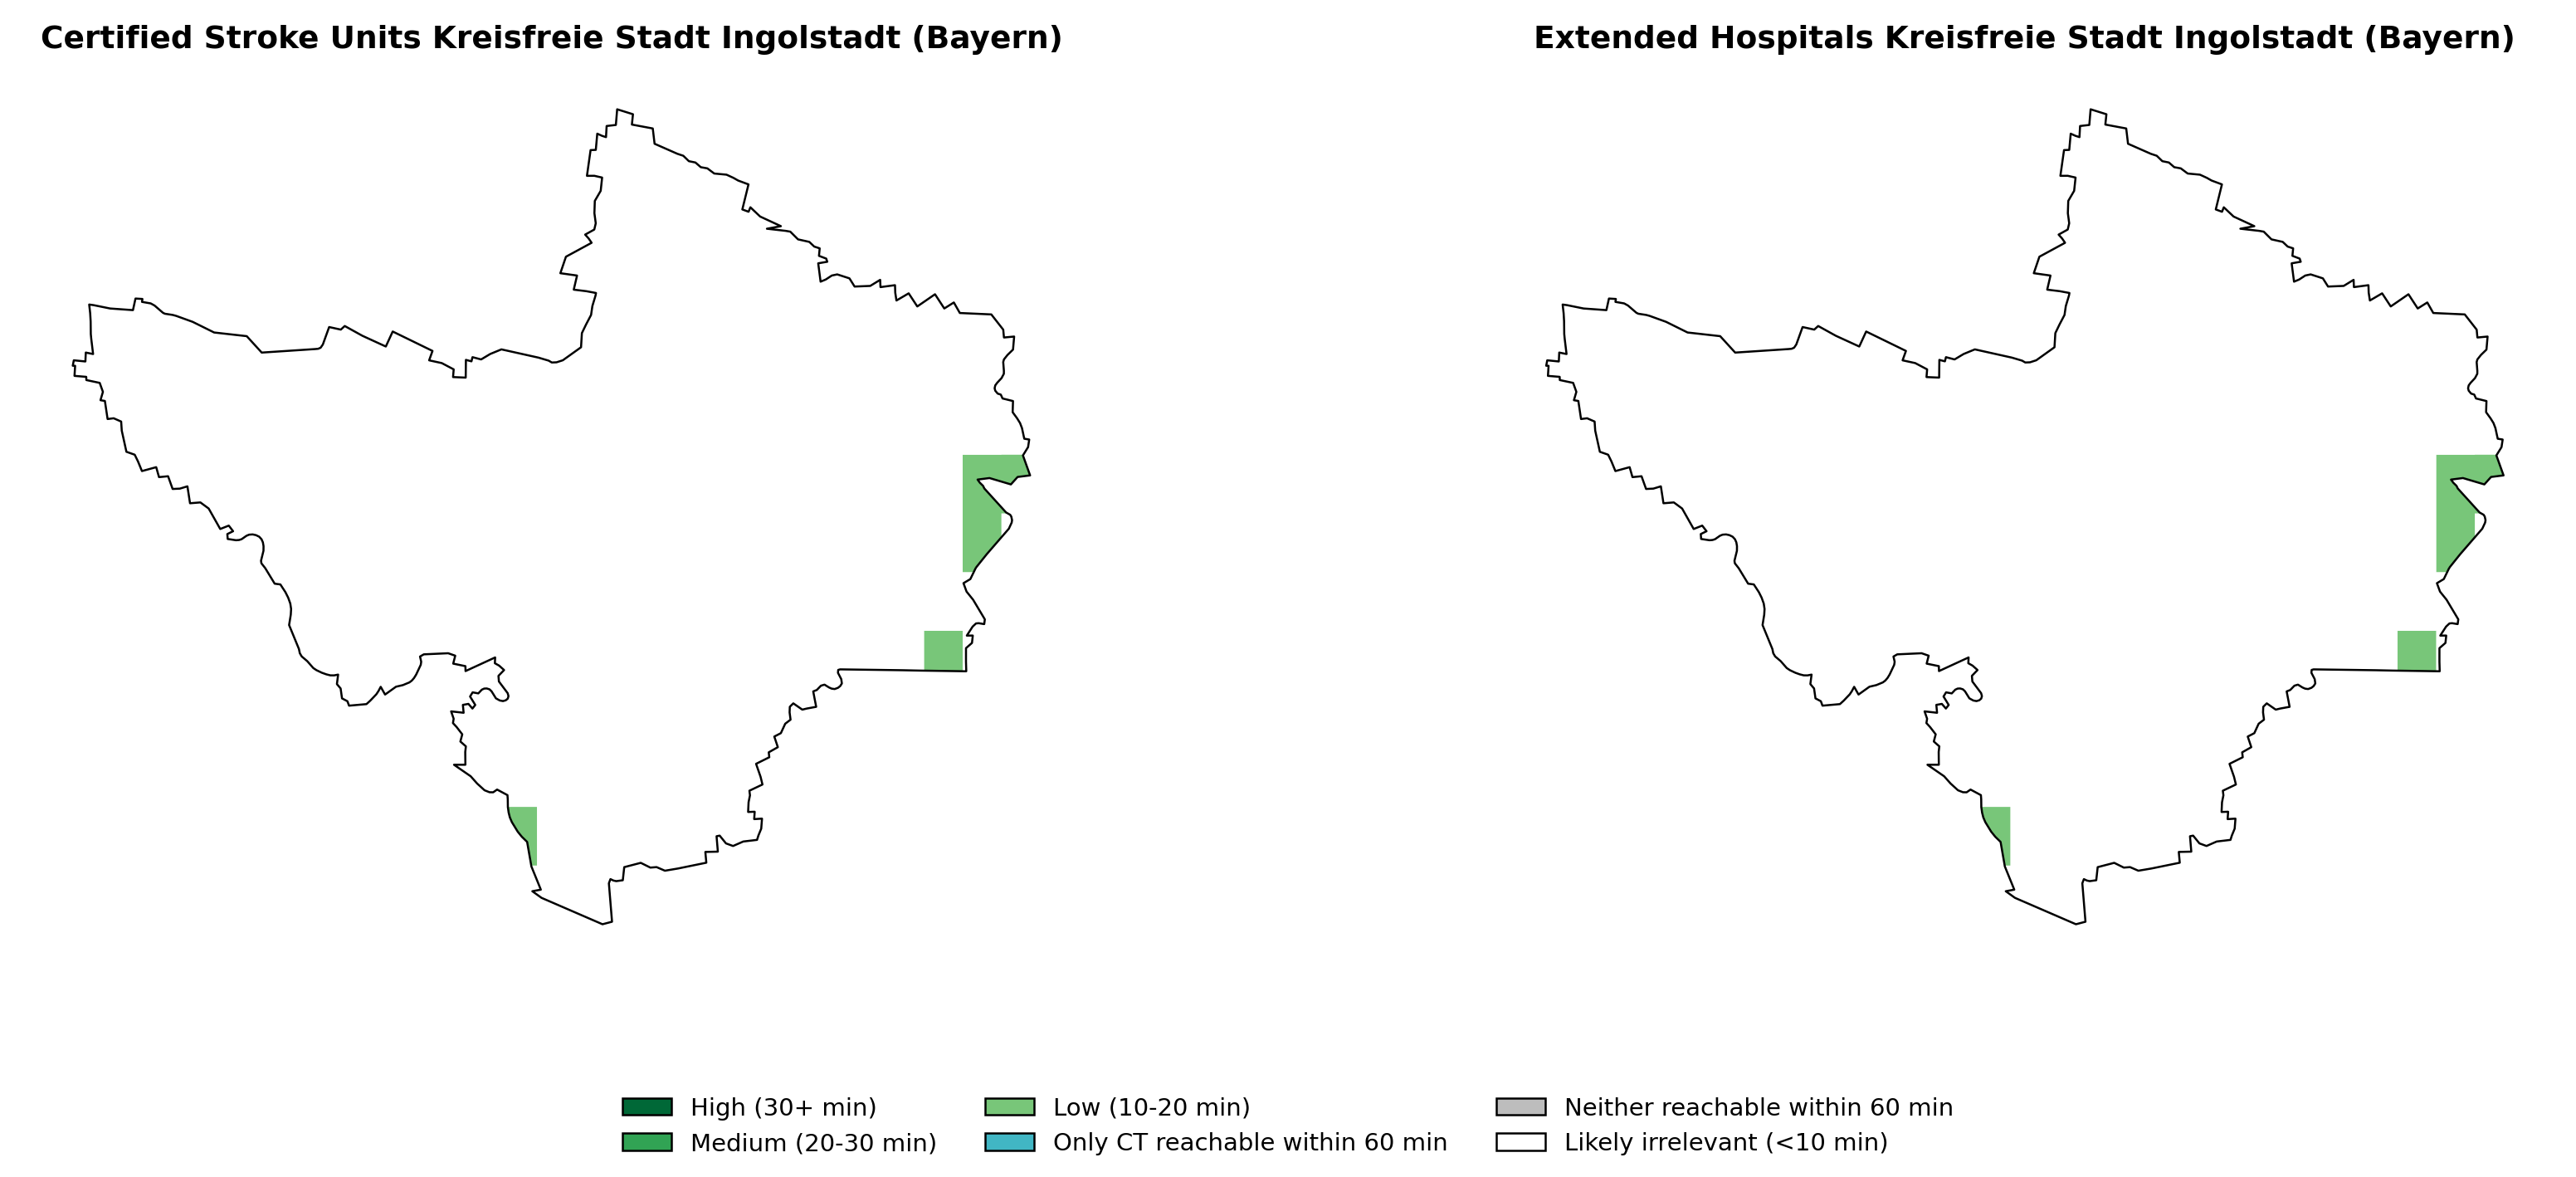 Certified Stroke Units Kreisfreie Stadt Ingolstadt (Bayern)
Extended Hospitals Kreisfreie Stadt Ingolstadt (Bayern)
High (30+ min)
Medium (20-30 min)
Low (10-20 min)
Only CT reachable within 60 min
Neither reachable within 60 min
Likely irrelevant (<10 min)